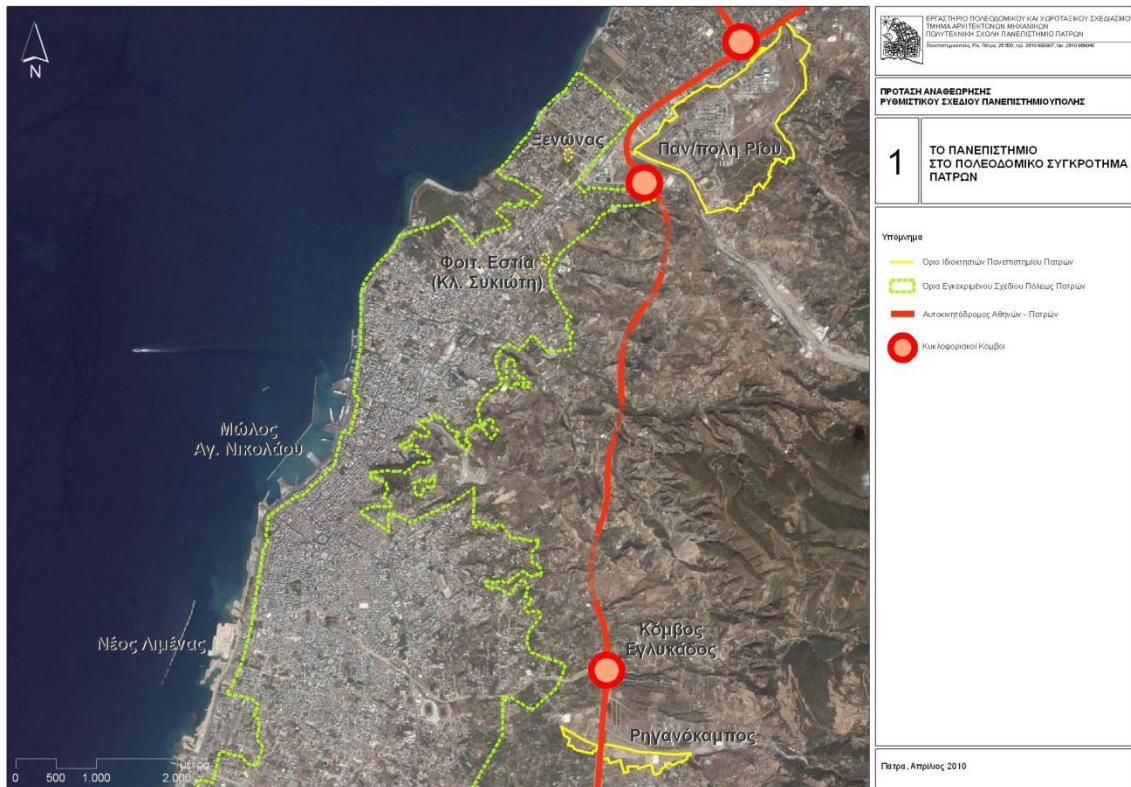 N
Ξενώνας
Παν/πολη Ρίου
Φοιτ. Εστία
(Κλ. Συκιώτη)
Μώλος
Αγ. Νικολάου
Νέος Λιμένας
Κόμβος
Εγλυκάδος
Ρηγανόκαμπος
μέτρα
0 500 1.000 2.000
ΕΡΓΑΣΤΗΡΙΟ ΠΟΛΕΟΔΟΜΙΚΟΥ ΚΑΙ ΧΩΡΟΤΑΞΙΚΟΥ ΣΧΕΔΙΑΣΜΟΥ
ΤΜΗΜΑ ΑΡΧΙΤΕΚΤΟΝΩΝ ΜΗΧΑΝΙΚΩΝ
ΠΟΛΥΤΕΧΝΙΚΗ ΣΧΟΛΗ ΠΑΝΕΠΙΣΤΗΜΙΟ ΠΑΤΡΩΝ
ΠΡΟΤΑΣΗ ΑΝΑΘΕΩΡΗΣΗΣ
ΡΥΘΜΙΣΤΙΚΟΥ ΣΧΕΔΙΟΥ ΠΑΝΕΠΙΣΤΗΜΙΟΥΠΟΛΗΣ
1
ΤΟ ΠΑΝΕΠΙΣΤΗΜΙΟ
ΣΤΟ ΠΟΛΕΟΔΟΜΙΚΟ ΣΥΓΚΡΟΤΗΜΑ
ΠΑΤΡΩΝ
Υπόμνημα
Όριο Ιδιοκτησιών Πανεπιστημίου Πατρών
Όρια Εγκεκριμένου Σχεδίου Πόλεως Πατρών
Αυτοκινητόδρομος Αθηνών - Πατρών
Κυκλοφοριακοί Κόμβοι
Πάτρα, Απρίλιος 2010